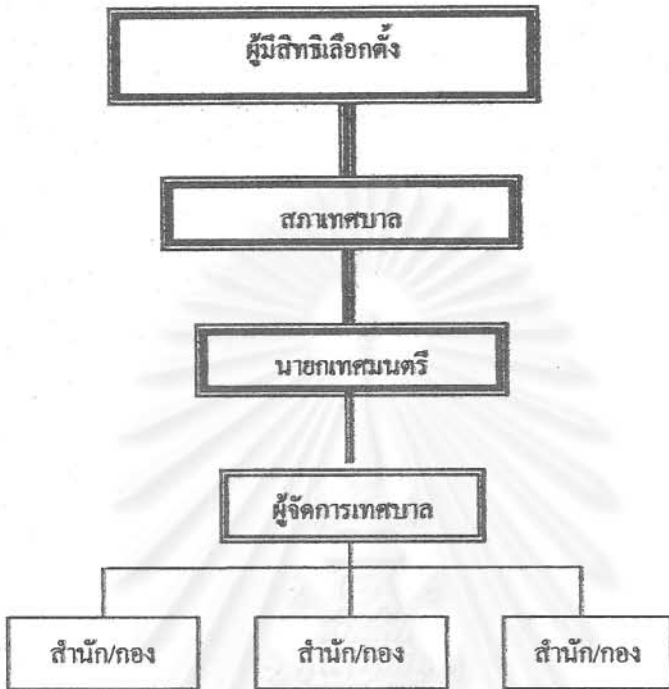 ผู้มีสิทธิเลือกตั้ง
สภาเทศบาล
นายกเทศมนตรี
ผู้จัดการเทศบาล
สำนัก/กอง สำนัก/กอง สำนัก/กอง